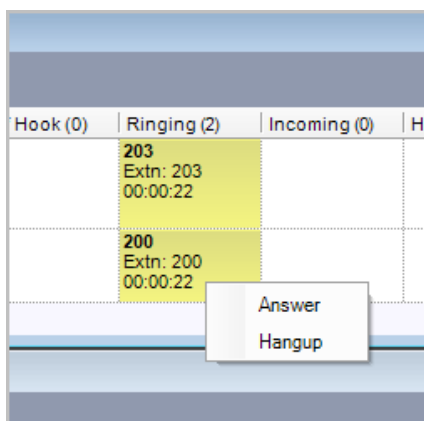 Hook (0) Ringing (2) Incoming (0) H
203
Extn: 203
00:00:22
200
Extn: 200
00:00:22
Answer
Hangup